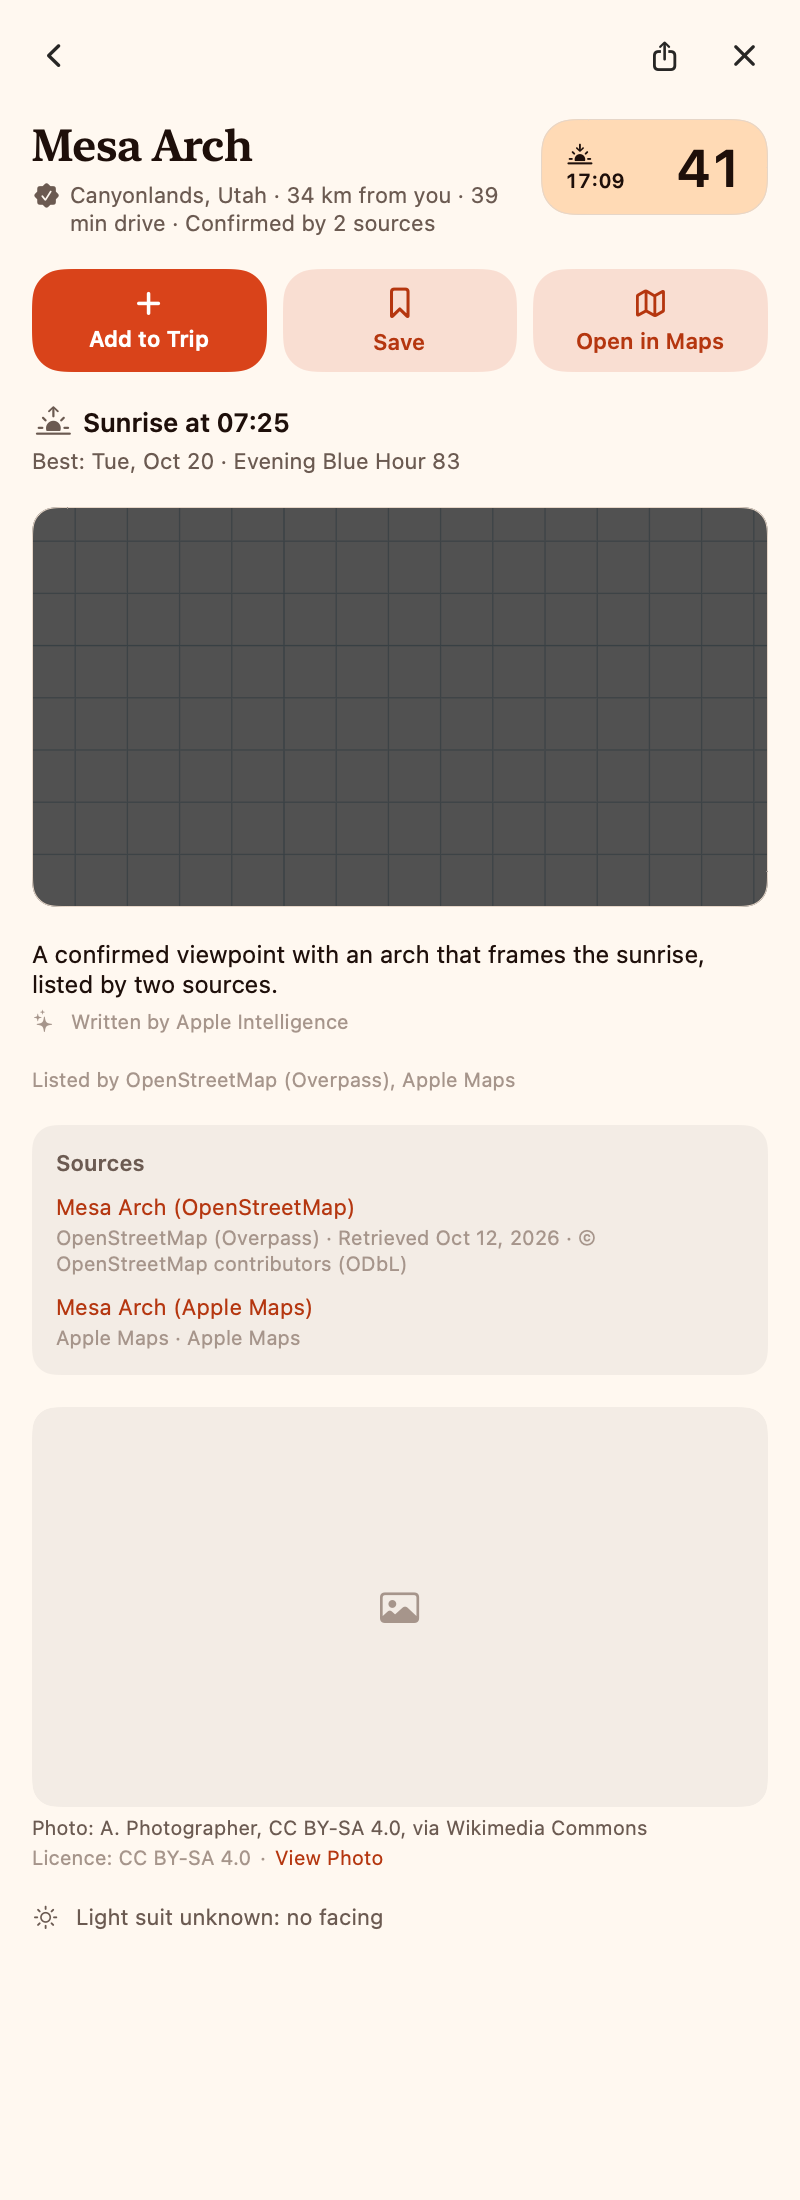 Mesa Arch
17:09
41
Canyonlands, Utah · 34 km from you · 39
min drive · Confirmed by 2 sources
Add to Trip
Save
Open in Maps
Sunrise at 07:25
Best: Tue, Oct 20 · Evening Blue Hour 83
A confirmed viewpoint with an arch that frames the sunrise,
listed by two sources.
Written by Apple Intelligence
Listed by OpenStreetMap (Overpass), Apple Maps
Sources
Mesa Arch (OpenStreetMap)
OpenStreetMap (Overpass) · Retrieved Oct 12, 2026 · ©
OpenStreetMap contributors (ODbL)
Mesa Arch (Apple Maps)
Apple Maps · Apple Maps
Photo: A. Photographer, CC BY-SA 4.0, via Wikimedia Commons
Licence: CC BY-SA 4.0 · View Photo
Light suit unknown: no facing